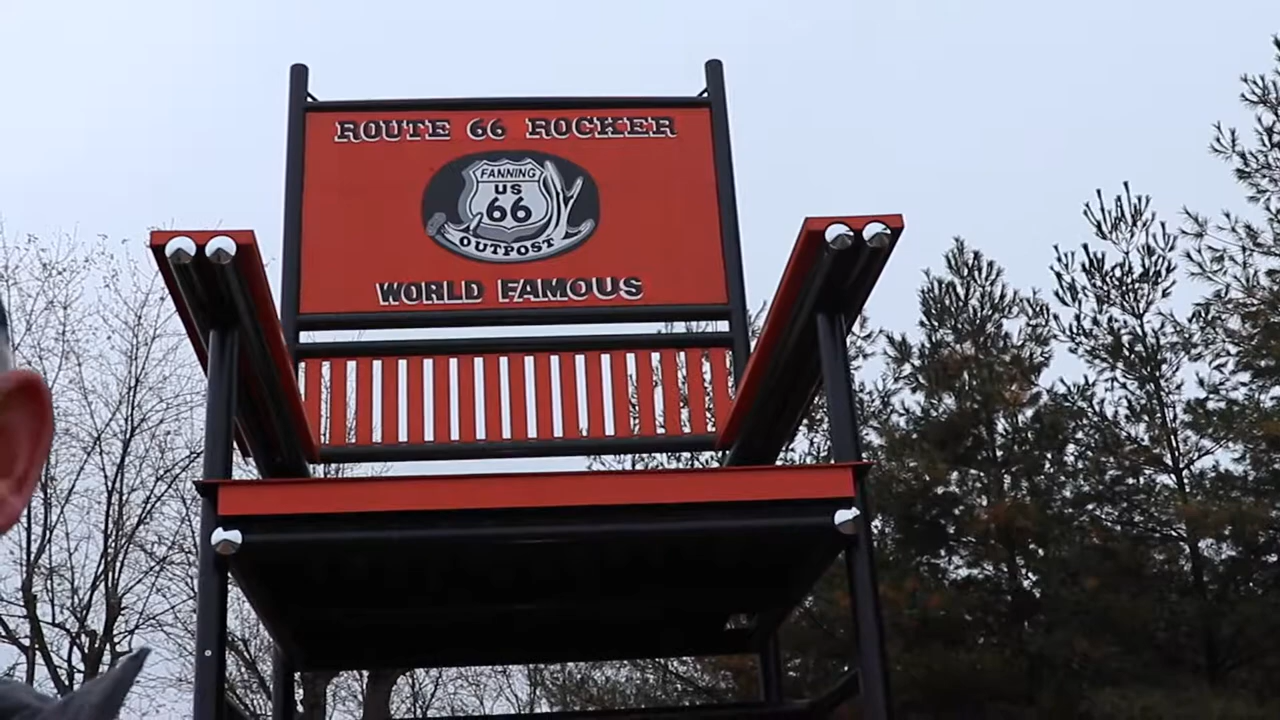 ROUTE 66 ROCKER
FANNING
US
66
OUTPOST
WORLD FAMOUS